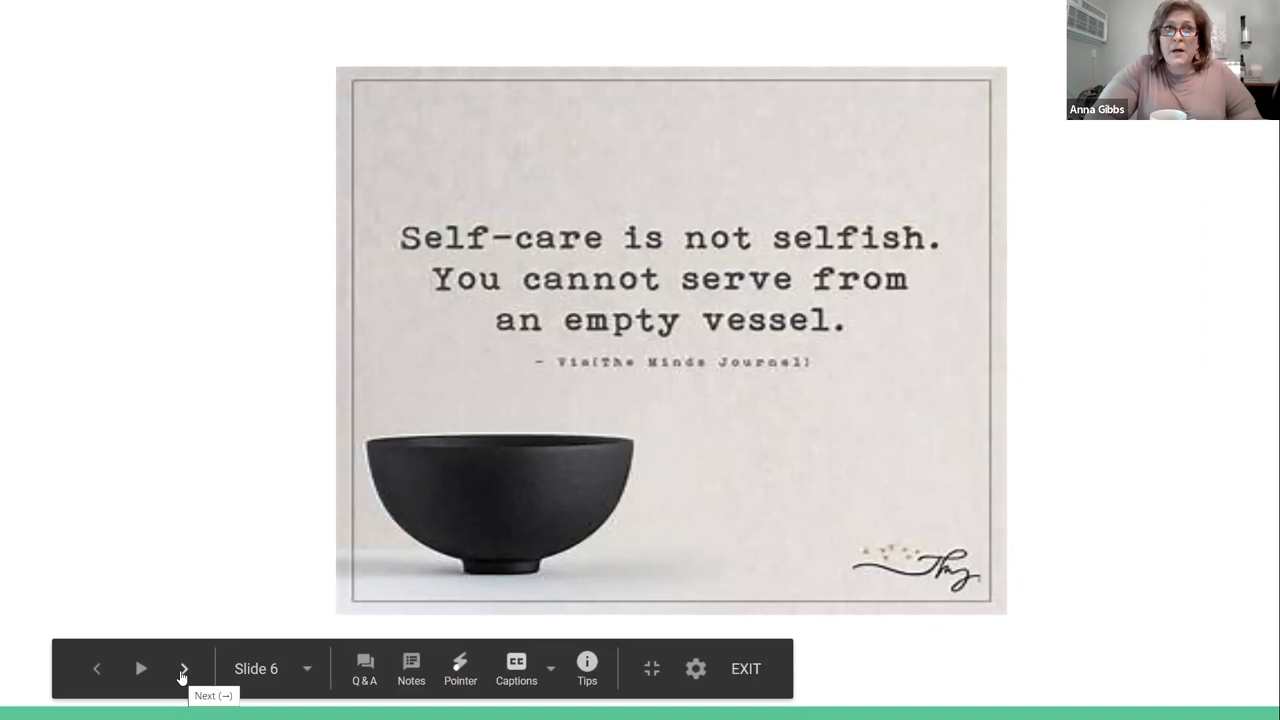 Anna Gibbs
Self-care is not selfish.
You cannot serve from
an empty vessel.
- Via(The Minds Journal)
Slide 6
Q & A
Notes
Pointer
Captions
Tips
EXIT
Next (→)